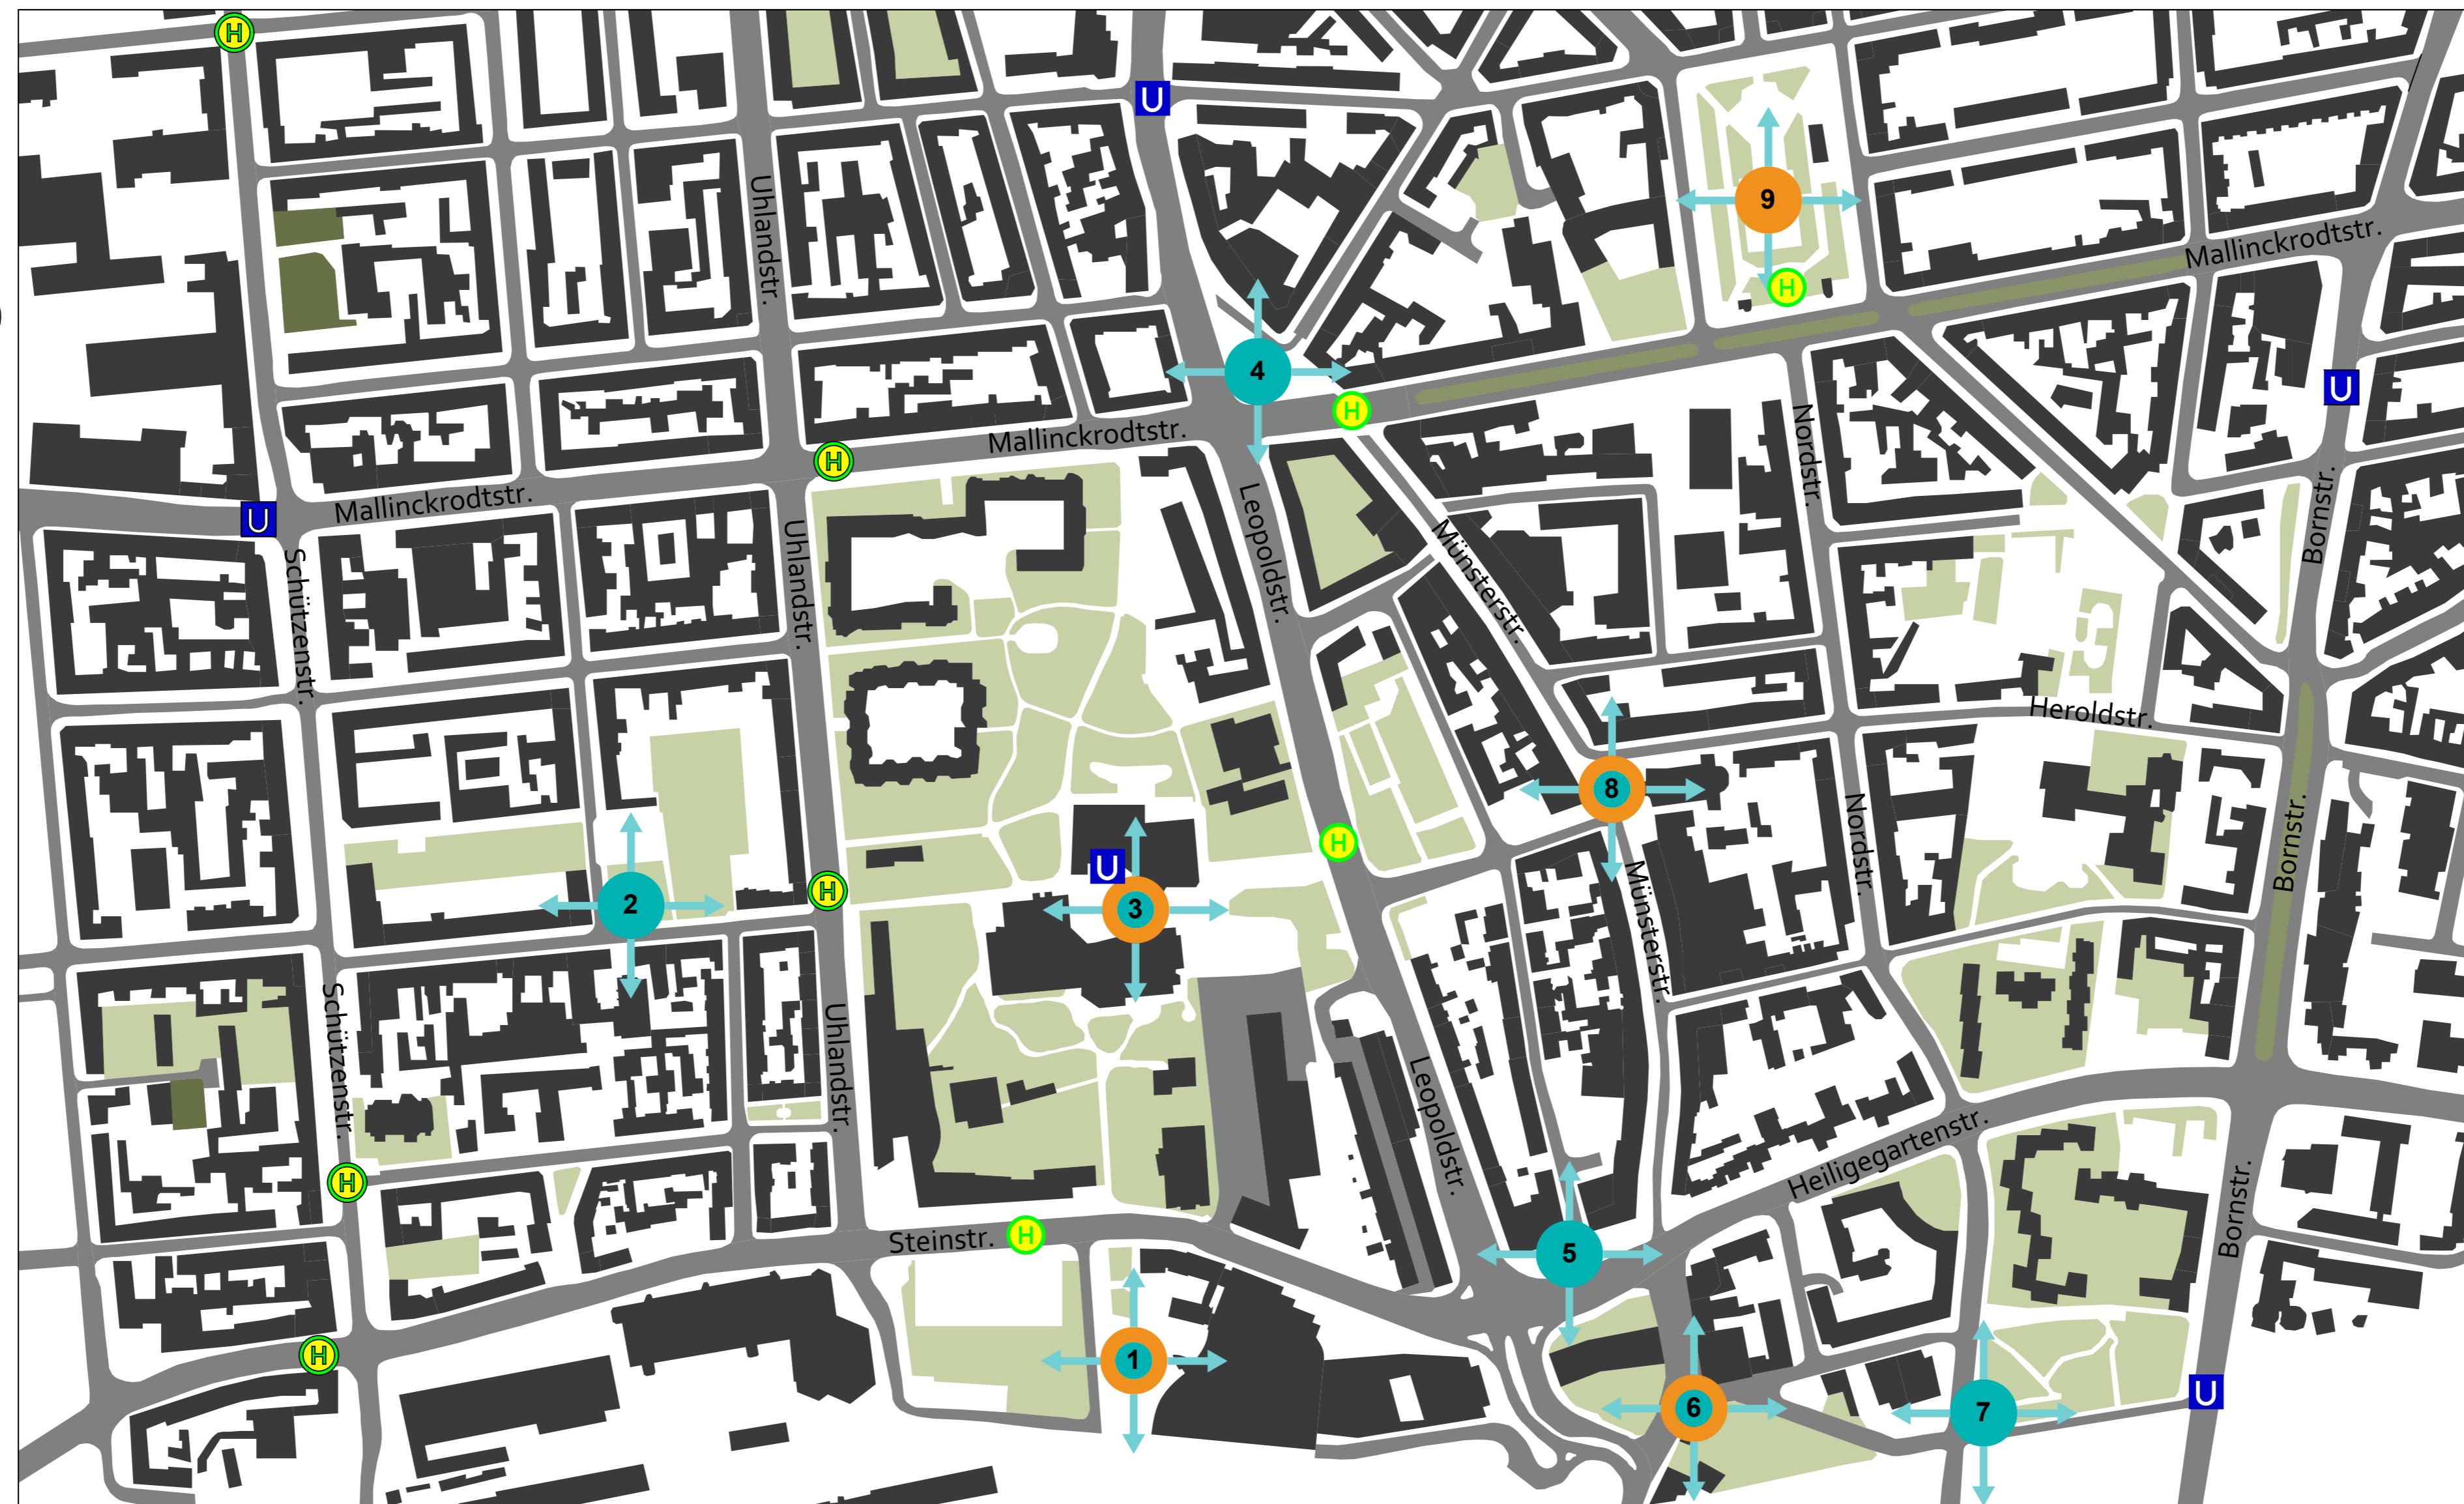 H
U
Uhlandstr.
9
H
Mallinckrodtstr.
4
U
H
Mallinckrodtstr.
Nordstr.
H
Mallinckrodtstr.
U
Leopoldstr.
Bornstr.
Uhlandstr.
Münsterstr.
Schützenstr.
Heroldstr.
8
Nordstr.
Bornstr.
H
U
H
2
3
Münsterstr.
Schützenstr.
Uhlandstr.
Leopoldstr.
Heiligegartenstr.
H
Bornstr.
Steinstr.
H
5
H
1
U
6
7